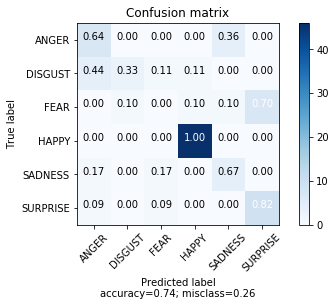 Confusion matrix
ANGER 0.64 0.00 0.00 0.00 0.36 0.00
DISGUST 0.44 0.33 0.11 0.11 0.00 0.00
FEAR 0.00 0.10 0.00 0.10 0.10 0.70
HAPPY 0.00 0.00 0.00 1.00 0.00 0.00
SADNESS 0.17 0.00 0.17 0.00 0.67 0.00
SURPRISE 0.09 0.00 0.09 0.00 0.00 0.82
True label
ANGER DISGUST FEAR HAPPY SADNESS SURPRISE
Predicted label
accuracy=0.74; misclass=0.26
40
30
20
10
0